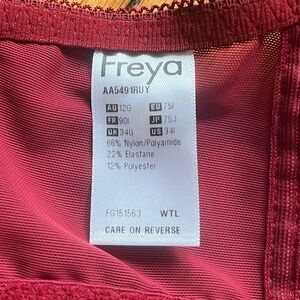 Freya
AA5491RUY
AU 12G EU 75I
FR 90I JP 75J
UK 34G US 34I
66% Nylon/Polyamide
22% Elastane
12% Polyester
FG151563 WTL
CARE ON REVERSE